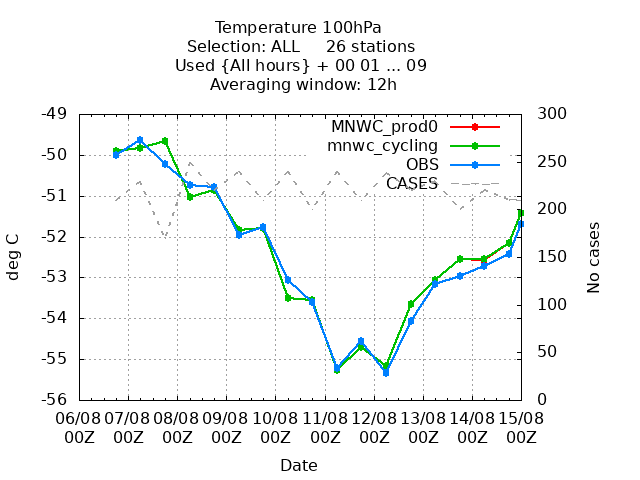 Temperature 100hPa
Selection: ALL     26 stations
Used {All hours} + 00 01 ... 09
Averaging window: 12h
MNWC_prod0
mnwc_cycling
OBS
CASES
-49
-50
-51
-52
-53
-54
-55
-56
deg C
300
250
200
150
100
50
0
No cases
06/08 07/08 08/08 09/08 10/08 11/08 12/08 13/08 14/08 15/08
00Z 00Z 00Z 00Z 00Z 00Z 00Z 00Z 00Z 00Z
Date